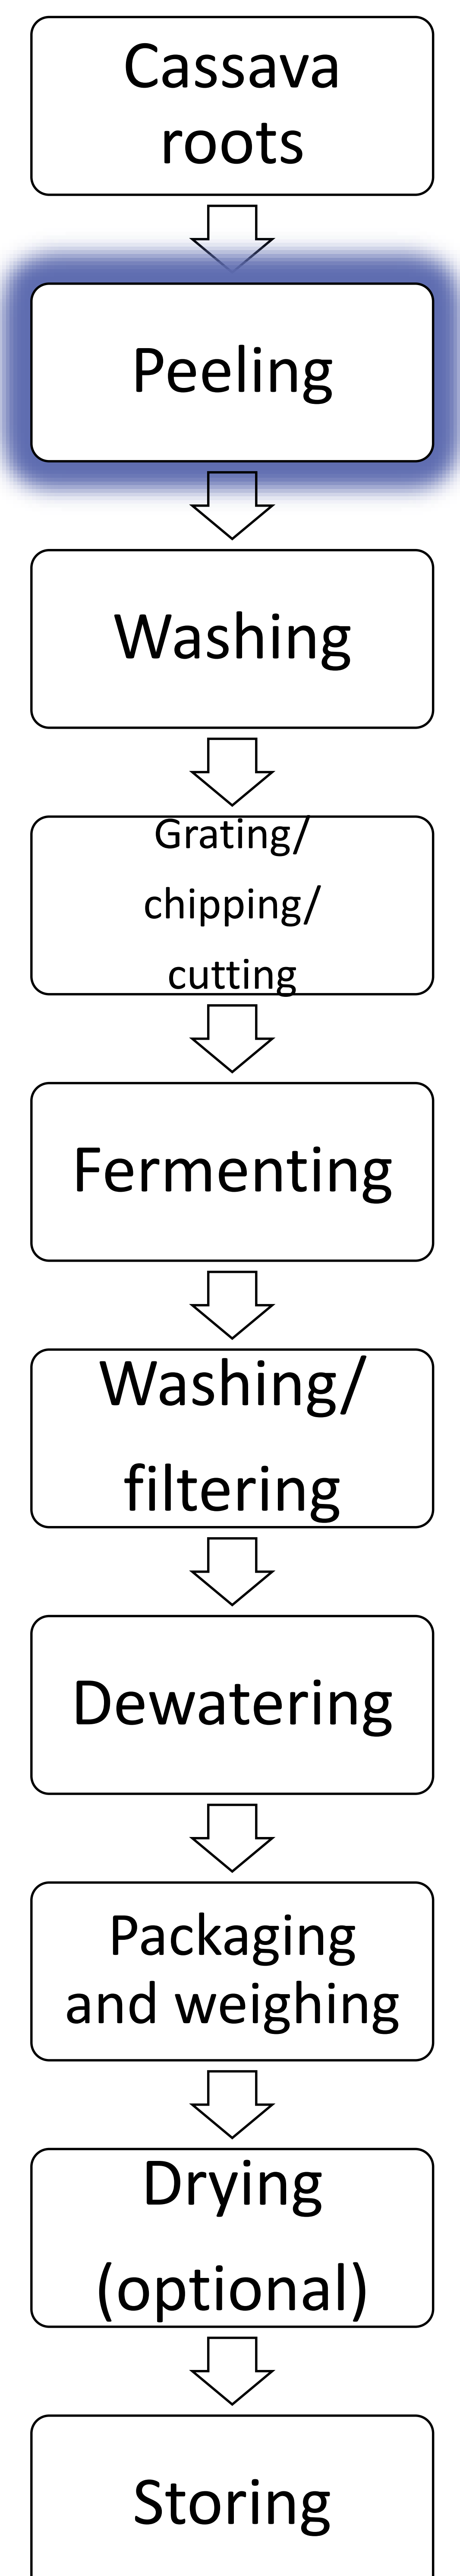 Cassava
roots
Peeling
Washing
Grating/
chipping/
cutting
Fermenting
Washing/
filtering
Dewatering
Packaging
and weighing
Drying
(optional)
Storing